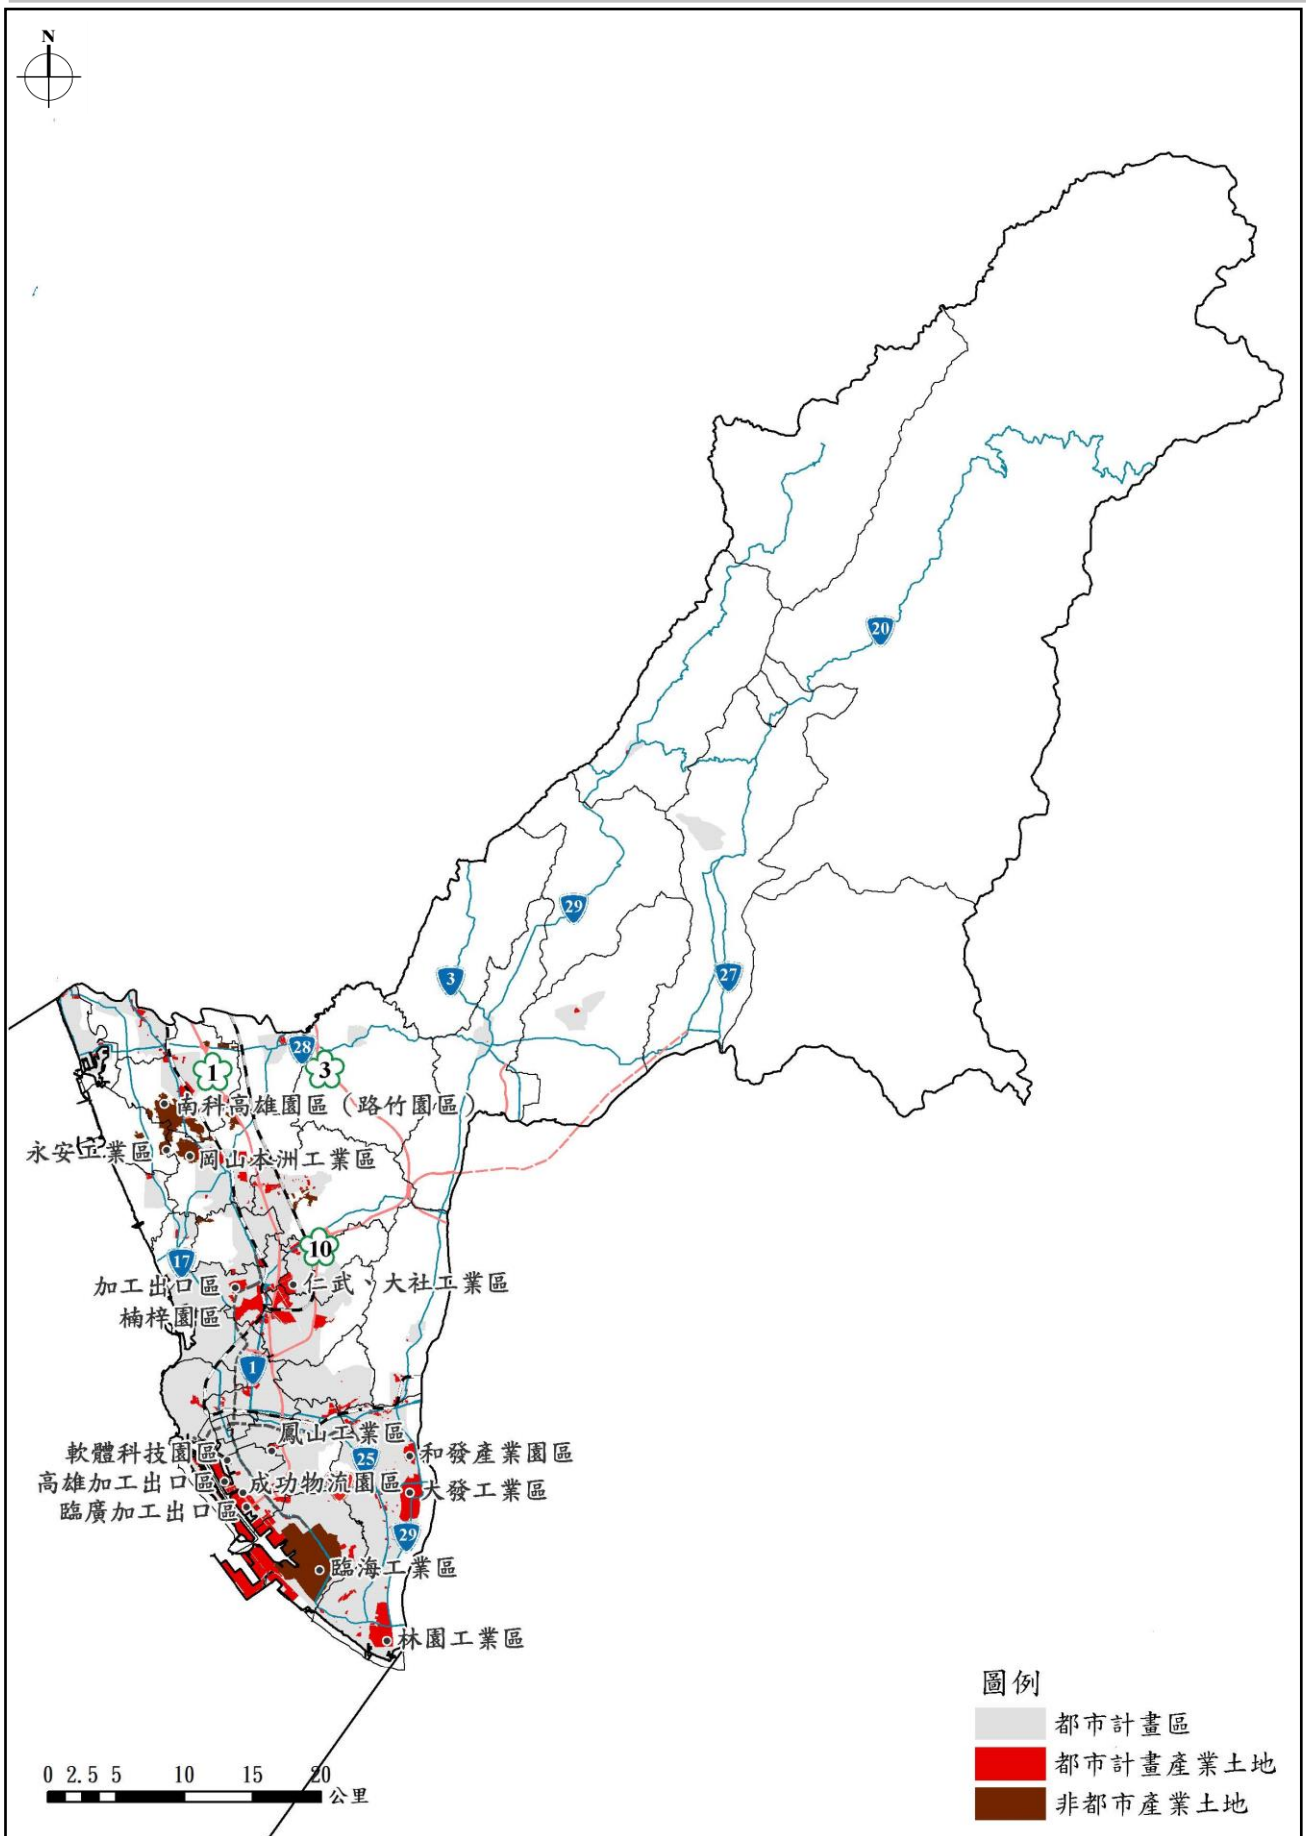 N
20
29
3
27
28
1
3
南科高雄園區（路竹園區）
永安工業區
岡山本洲工業區
10
17
加工出口區
仁武、大社工業區
楠梓園區
1
鳳山工業區
軟體科技園區
25
和發產業園區
高雄加工出口區
成功物流園區
大發工業區
臨廣加工出口區
29
臨海工業區
林園工業區
圖例
都市計畫區
都市計畫產業土地
非都市產業土地
0 2.5 5 10 15 20
公里